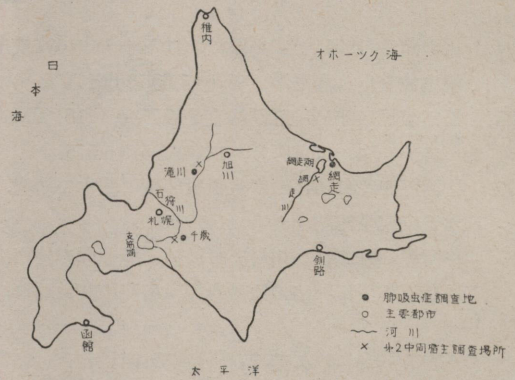 稚内
オホーツク海
日本海
網走湖
旭川
滝川
網走
網走川
石狩川
札幌
千歳
支笏湖
釧路
函館
太平洋
肺吸虫症調査地
主要都市
河川
オ2中間宿主調査場所